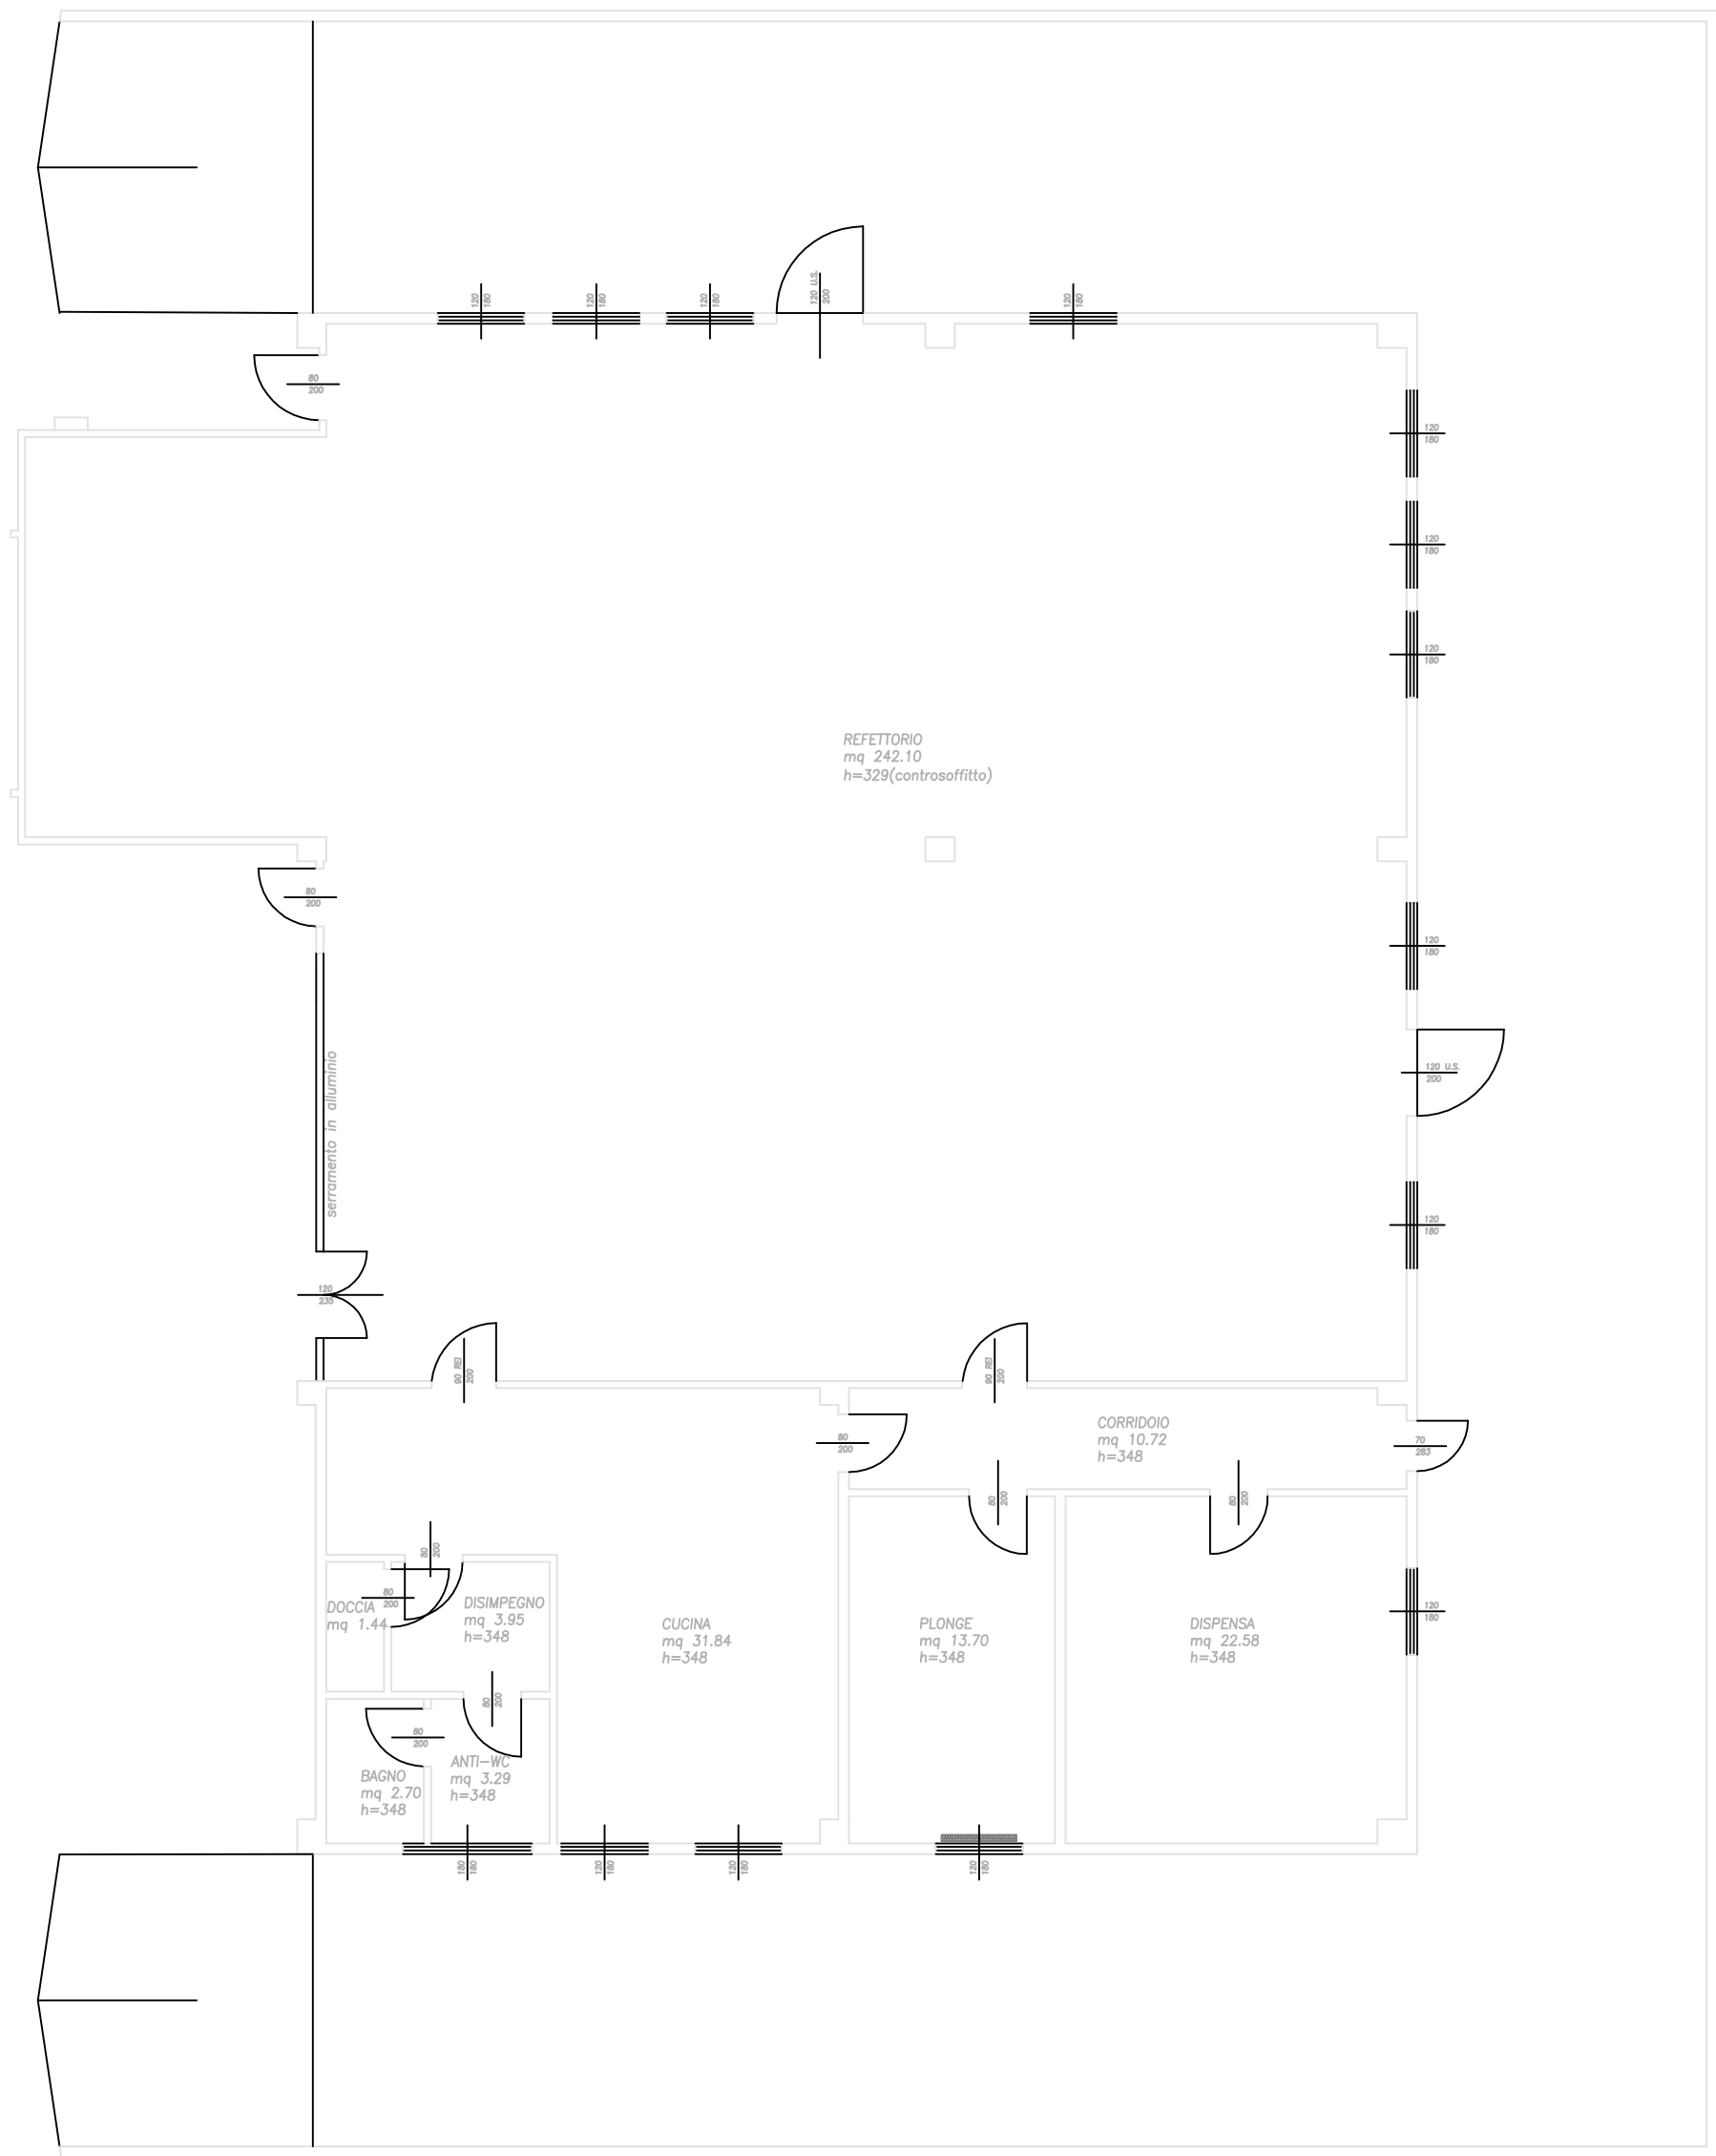 120
180
120
180
120
180
120 U.S.
200
120
180
80
200
120
180
120
180
120
180
REFETTORIO
mq 242.10
h=329(controsoffitto)
80
200
120
180
serramento in alluminio
120 U.S.
200
120
180
120
235
90 REI
200
90 REI
200
80
200
CORRIDOIO
mq 10.72
h=348
70
283
80
200
80
200
80
200
80
200
DOCCIA
mq 1.44
DISIMPEGNO
mq 3.95
h=348
CUCINA
mq 31.84
h=348
PLONGE
mq 13.70
h=348
DISPENSA
mq 22.58
h=348
120
180
80
200
80
200
ANTI-WC
mq 3.29
h=348
BAGNO
mq 2.70
h=348
180
180
120
180
120
180
120
180